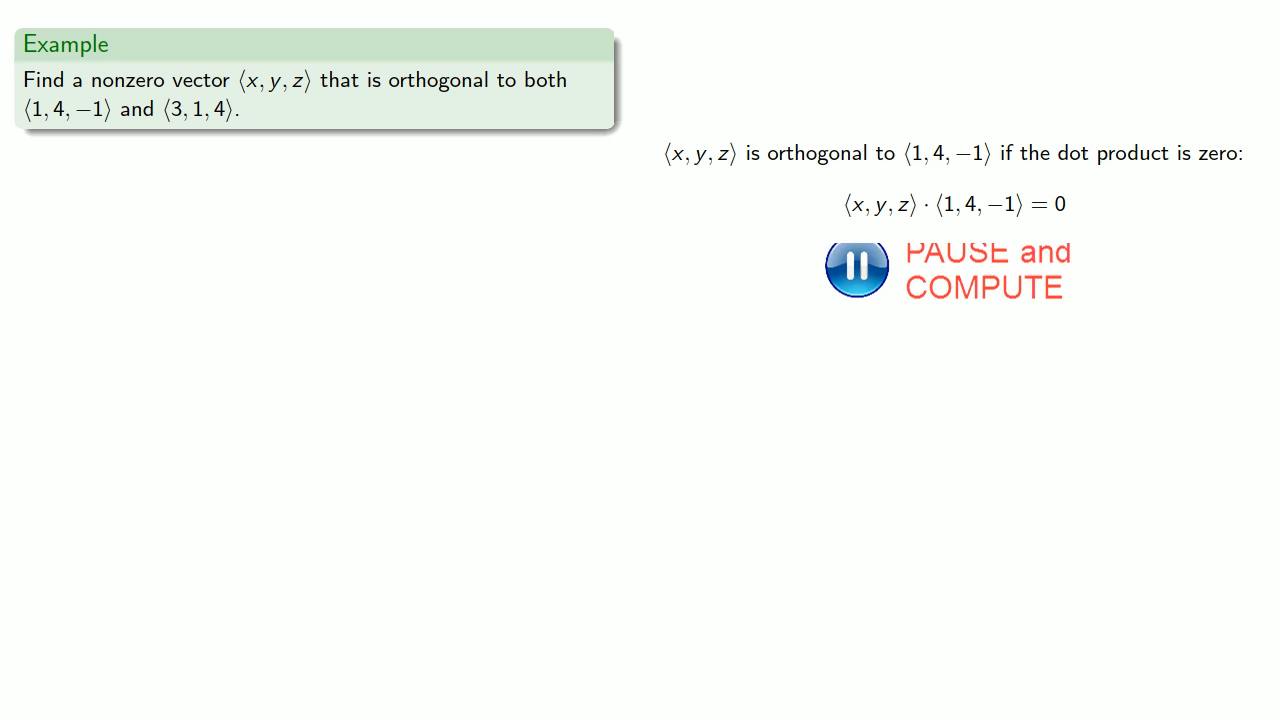 Example
Find a nonzero vector ⟨x, y, z⟩ that is orthogonal to both
⟨1, 4, −1⟩ and ⟨3, 1, 4⟩.
⟨x, y, z⟩ is orthogonal to ⟨1, 4, −1⟩ if the dot product is zero:
⟨x, y, z⟩ · ⟨1, 4, −1⟩ = 0
PAUSE and
COMPUTE